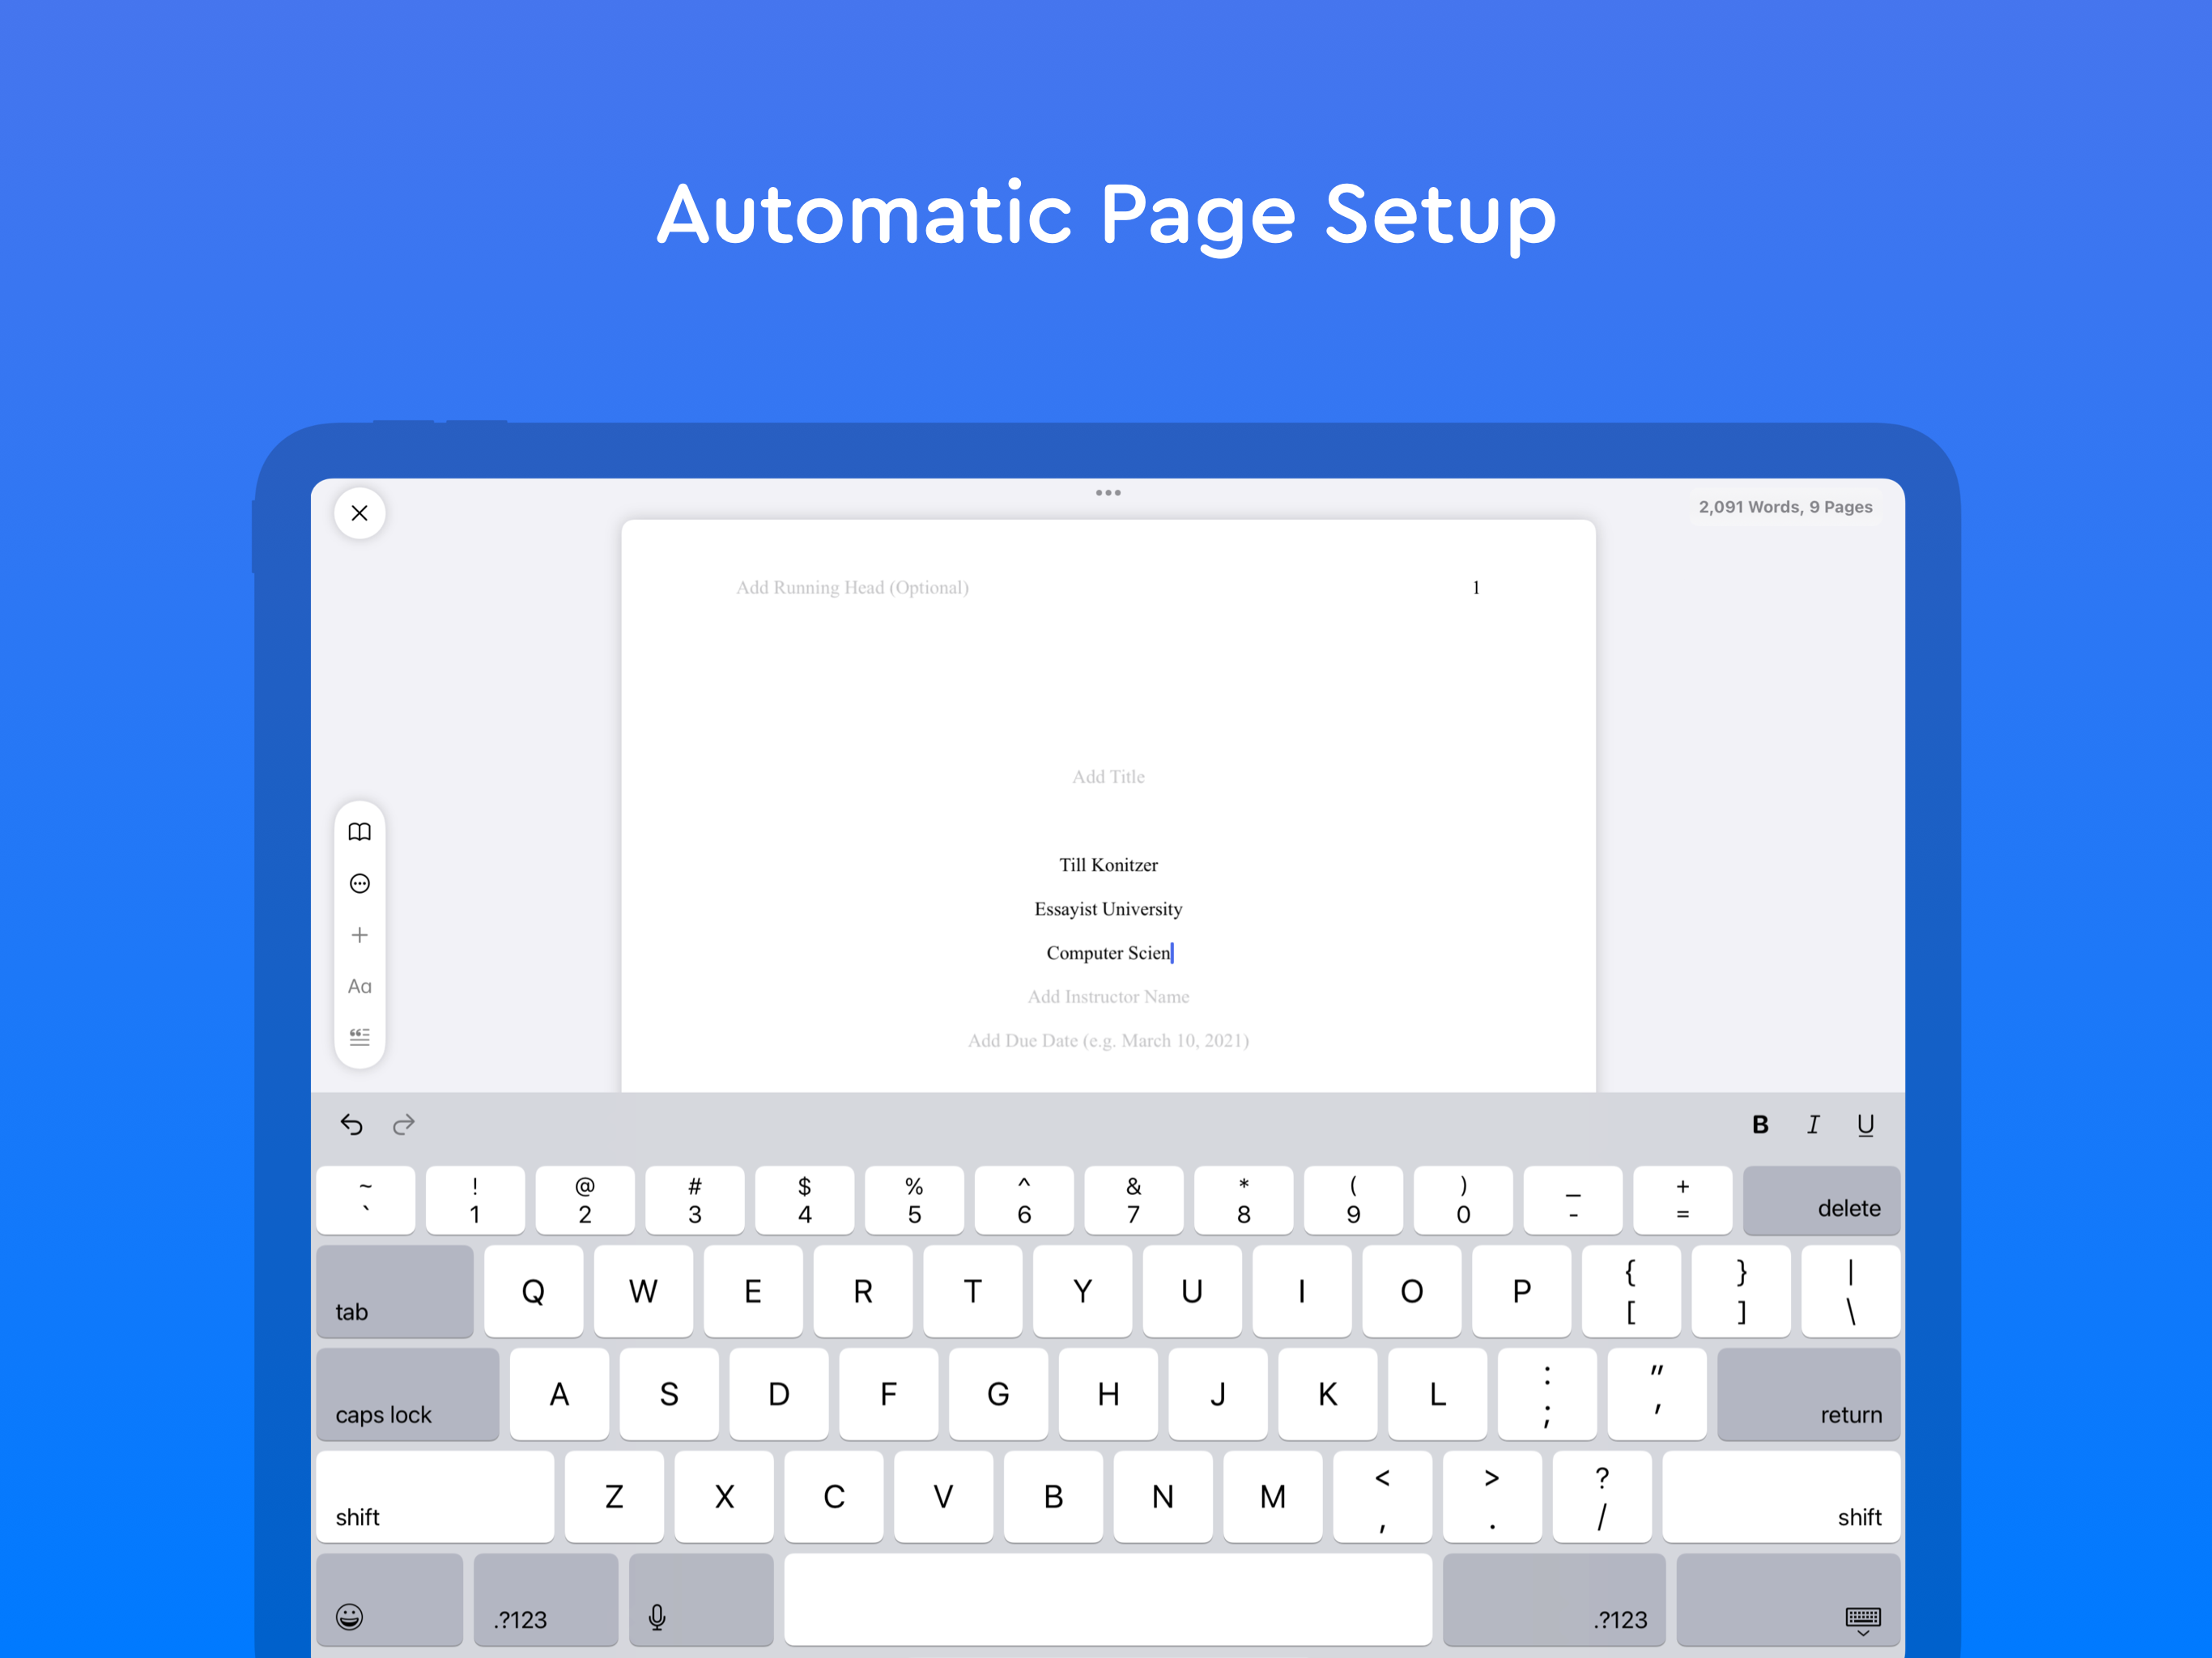 Automatic Page Setup
2,091 Words, 9 Pages
Add Running Head (Optional) 1
Add Title
Till Konitzer
Essayist University
Computer Scien
Add Instructor Name
Add Due Date (e.g. March 10, 2021)
Aa
B I U
~ ! @ # $ % ^ & * ( ) _ +
` 1 2 3 4 5 6 7 8 9 0 - = delete
tab Q W E R T Y U I O P { [ } ] | \
caps lock A S D F G H J K L : ; " ' return
shift Z X C V B N M < , > . ? / shift
.?123 .?123